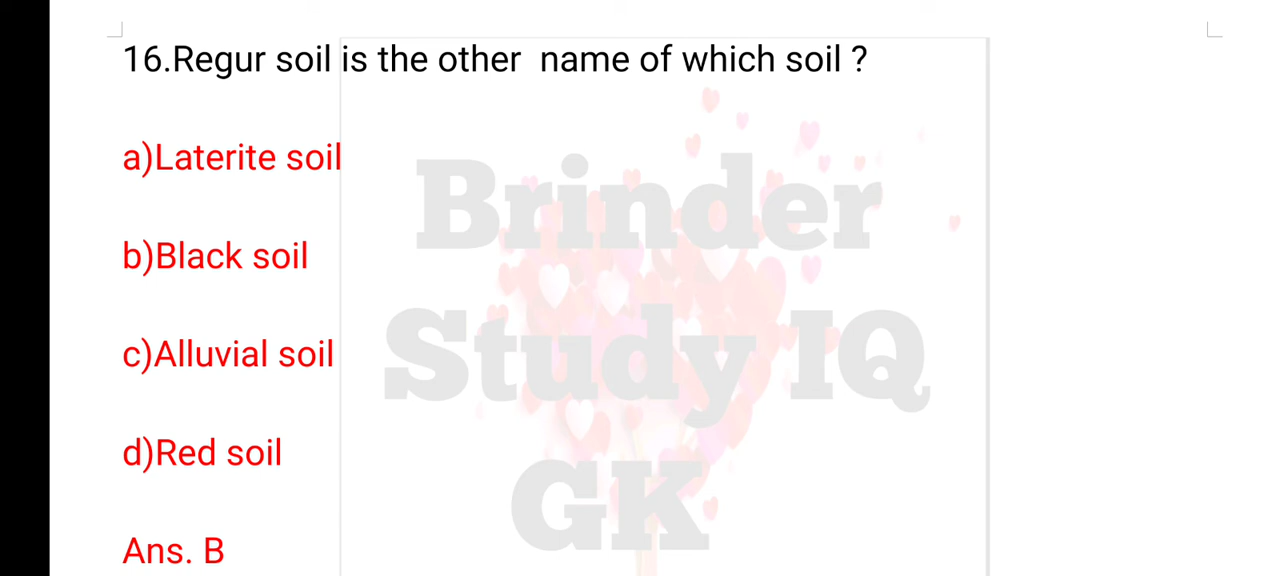 16.Regur soil is the other name of which soil ?
a)Laterite soil
b)Black soil
c)Alluvial soil
d)Red soil
Ans. B
Brinder
Study IQ
GK